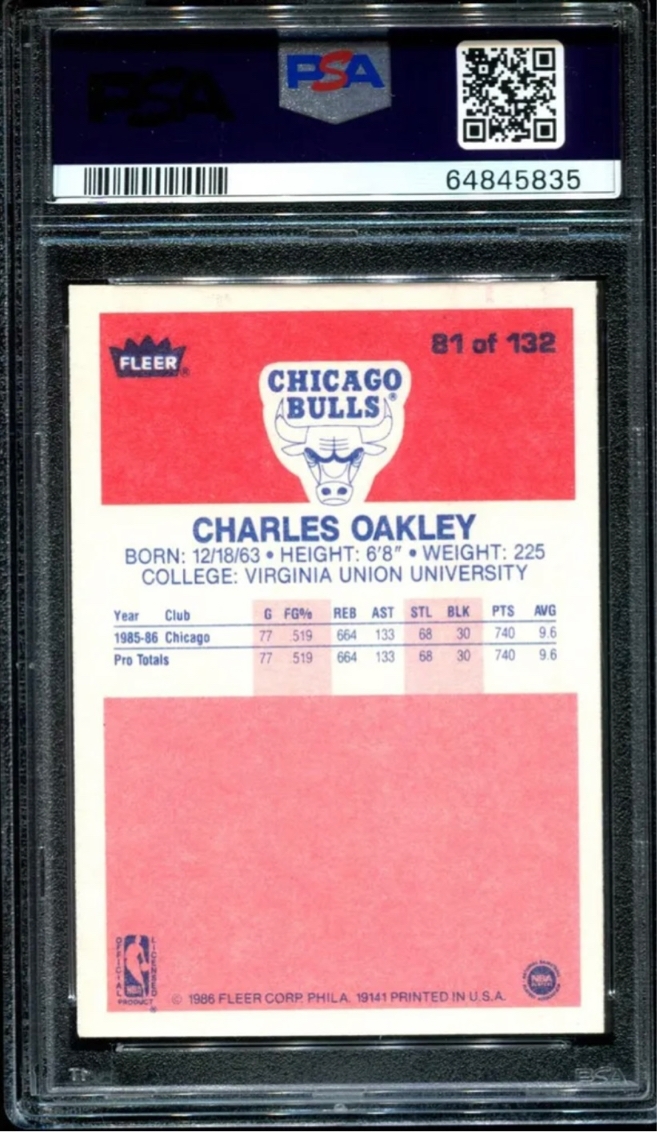 PSA
PSA
64845835
FLEER®
81 of 132
CHICAGO
BULLS®
CHARLES OAKLEY
BORN: 12/18/63 • HEIGHT: 6'8" • WEIGHT: 225
COLLEGE: VIRGINIA UNION UNIVERSITY
Year Club G FG% REB AST STL BLK PTS AVG
1985-86 Chicago 77 .519 664 133 68 30 740 9.6
Pro Totals 77 .519 664 133 68 30 740 9.6
OFFICIAL
LICENSED
PRODUCT ®
© 1986 FLEER CORP. PHILA. 19141 PRINTED IN U.S.A.
NBA
PSA